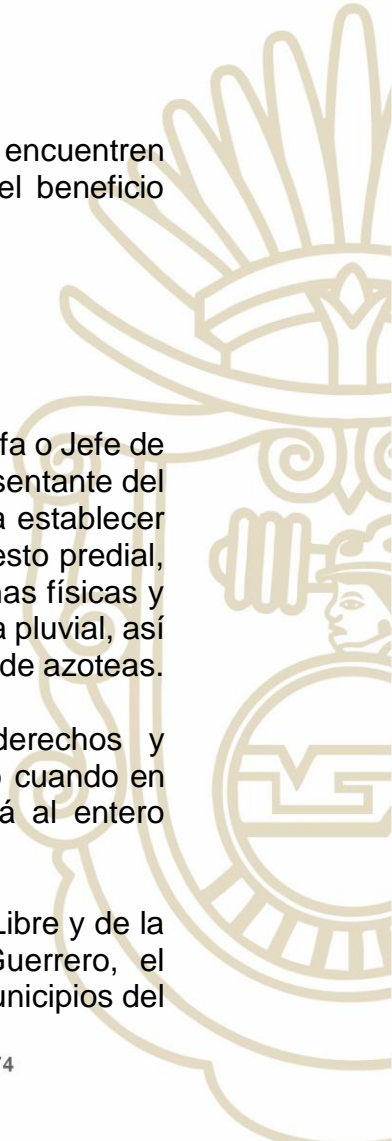 encuentren
el beneficio
fa o Jefe de
sentante del
a establecer
esto predial,
nas físicas y
a pluvial, así
de azoteas.
derechos y
o cuando en
á al entero
Libre y de la
Guerrero, el
unicipios del
74